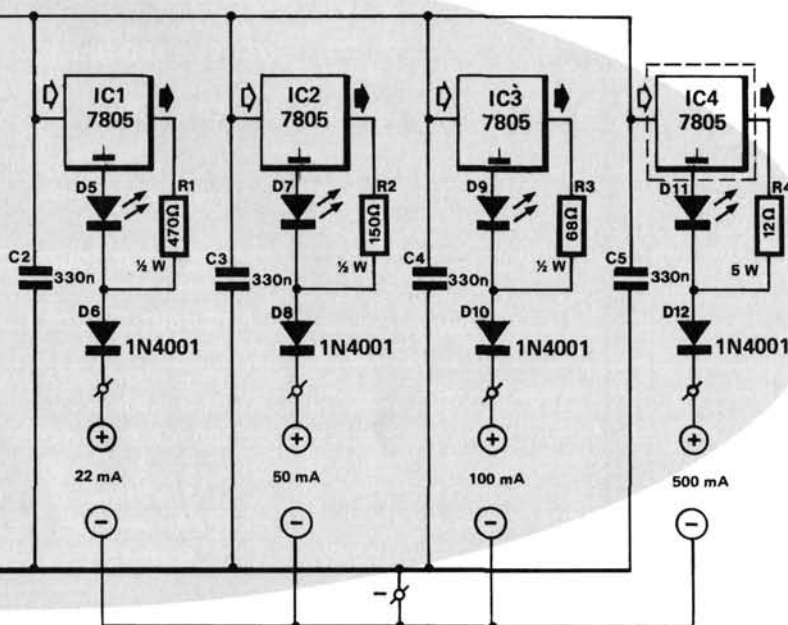 IC1 IC2 IC3 IC4
7805 7805 7805 7805
D5 R1 D7 R2 D9 R3 D11 R4
470Ω 150Ω 68Ω 12Ω
C2 330n ½ W C3 330n ½ W C4 330n ½ W C5 330n 5 W
D6 D8 D10 D12
1N4001 1N4001 1N4001 1N4001
+ + + +
22 mA 50 mA 100 mA 500 mA
− − − −
−